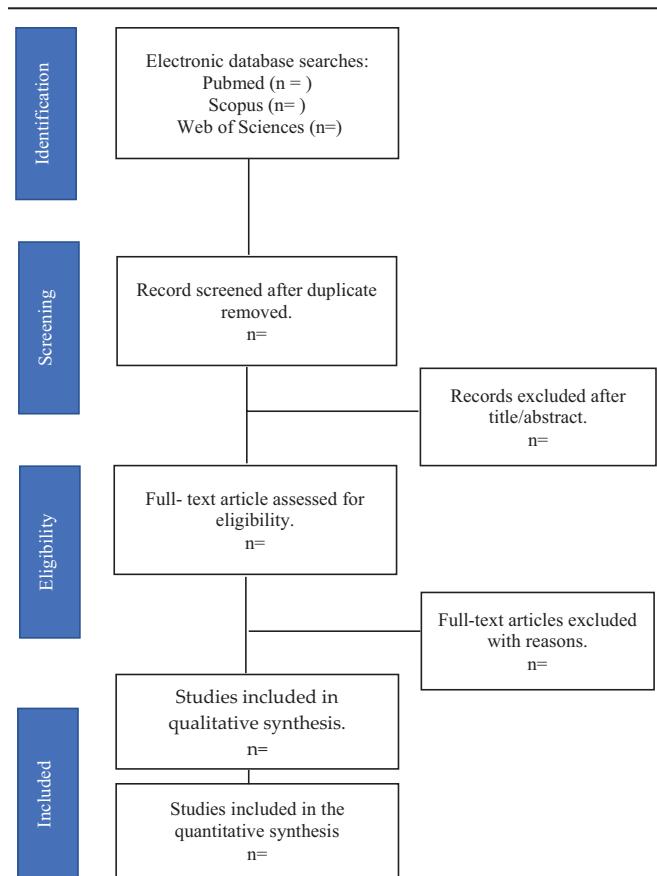 Identification
Electronic database searches:
Pubmed (n = )
Scopus (n= )
Web of Sciences (n=)
Screening
Record screened after duplicate
removed.
n=
Records excluded after
title/abstract.
n=
Eligibility
Full- text article assessed for
eligibility.
n=
Full-text articles excluded
with reasons.
n=
Included
Studies included in
qualitative synthesis.
n=
Studies included in the
quantitative synthesis
n=